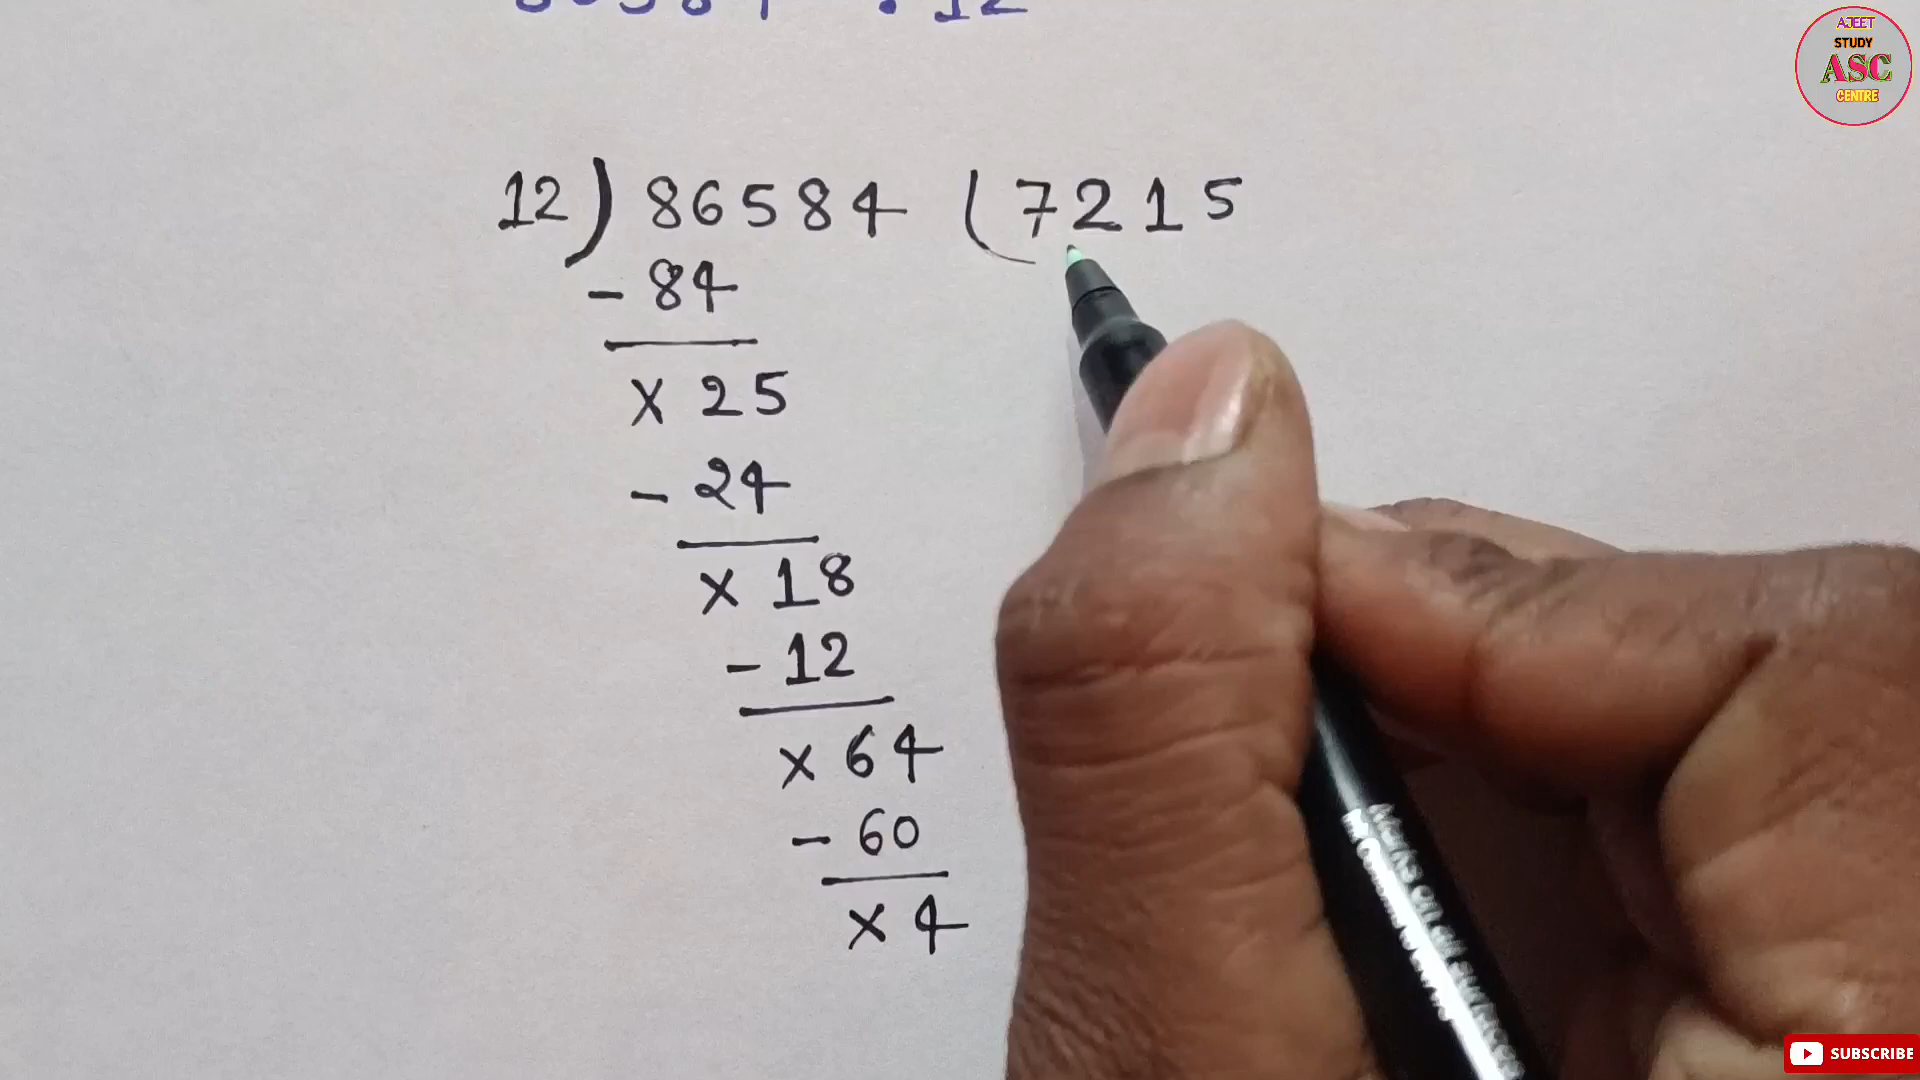 12) 86584 (7215
- 84
x 25
- 24
x 18
- 12
x 64
- 60
x 4
AJEET
STUDY
ASC
CENTRE
SUBSCRIBE